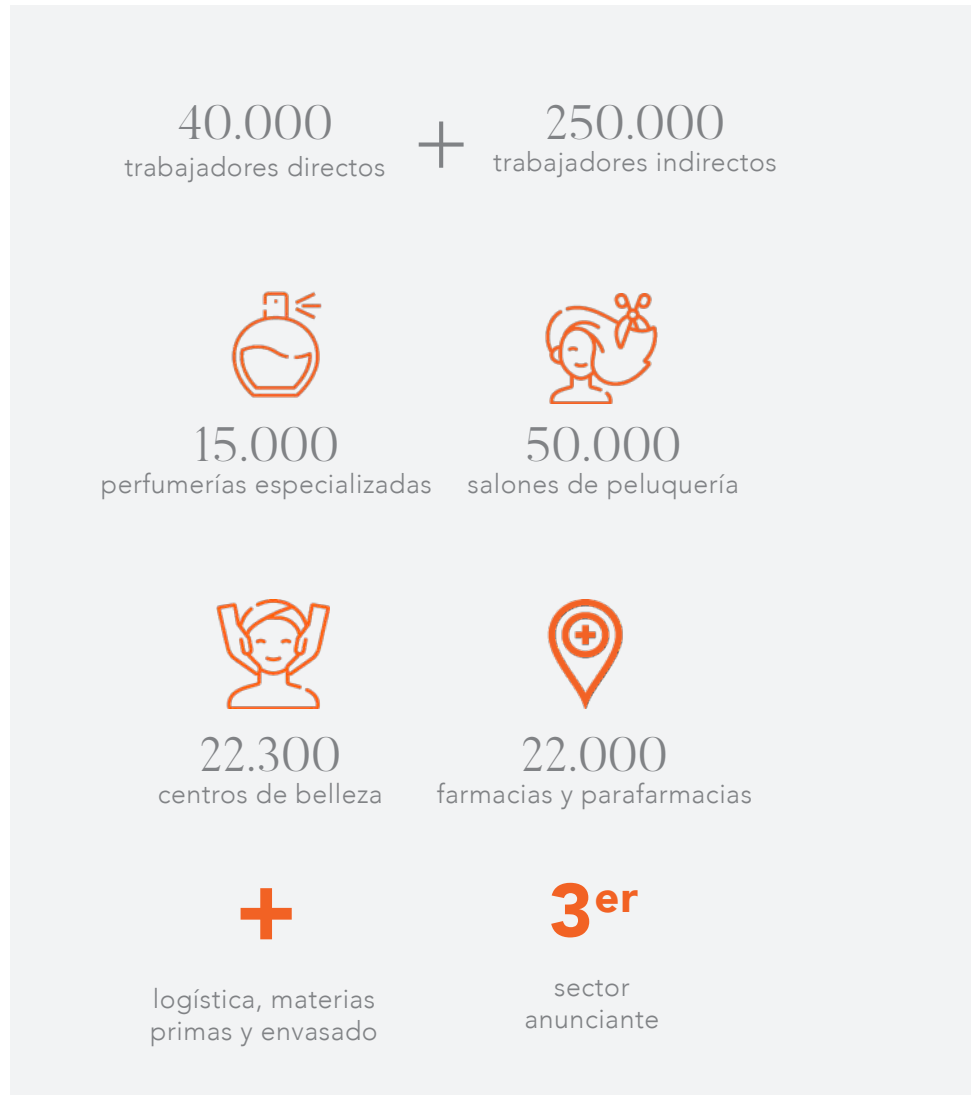 40.000
trabajadores directos
+
250.000
trabajadores indirectos
15.000
perfumerías especializadas
50.000
salones de peluquería
22.300
centros de belleza
22.000
farmacias y parafarmacias
+
logística, materias
primas y envasado
3er
sector
anunciante